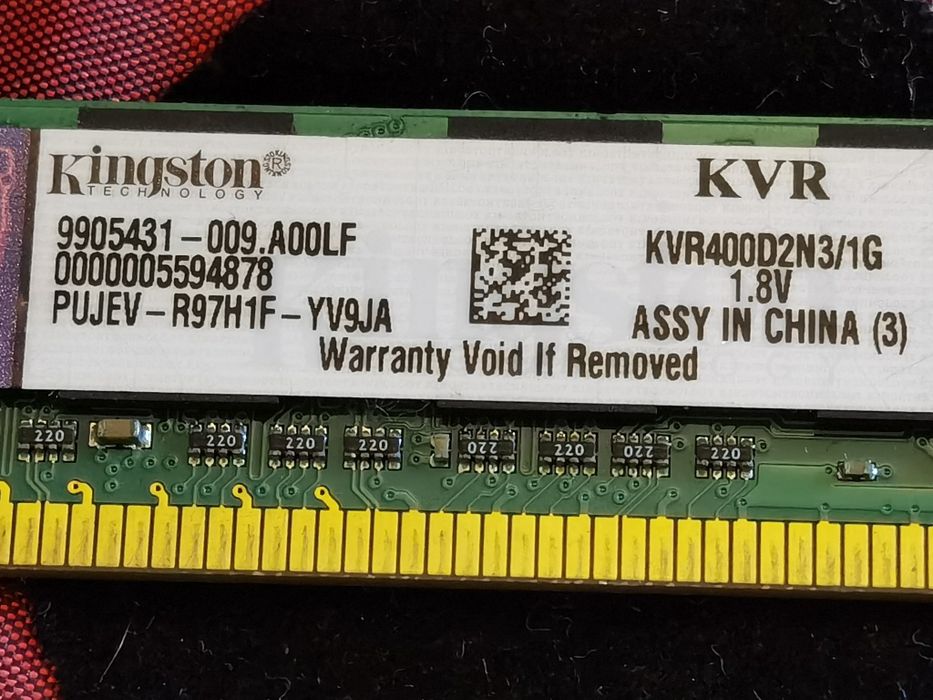 Kingston®
TECHNOLOGY
KVR
9905431-009.A00LF
0000005594878
PUJEV-R97H1F-YV9JA
KVR400D2N3/1G
1.8V
ASSY IN CHINA (3)
Warranty Void If Removed
220
220
220
220
220
220
220
220